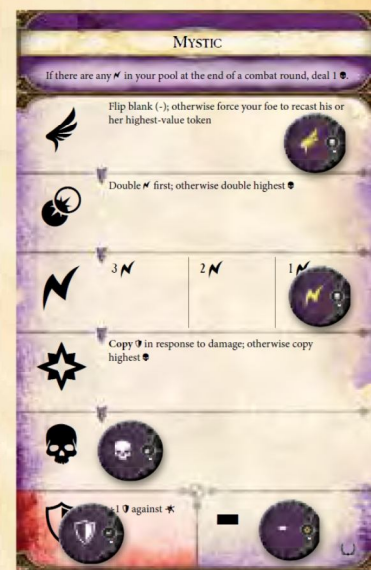 MYSTIC
If there are any in your pool at the end of a combat round, deal 1 .
Flip blank (-); otherwise force your foe to recast his or
her highest-value token
Double first; otherwise double highest
3
2
1
Copy in response to damage; otherwise copy
highest
+1 against